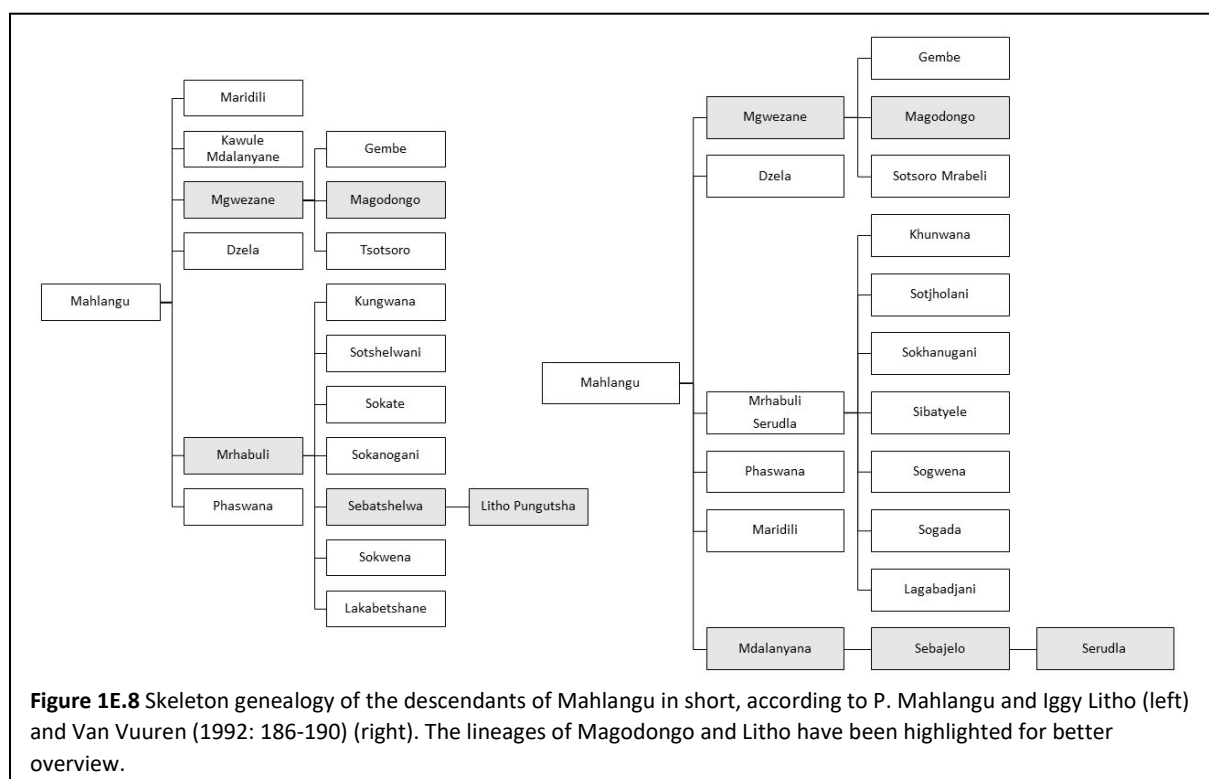 Maridili
Kawule
Mdalanyane
Mgwezane
Dzela
Mahlangu
Mrhabuli
Phaswana
Gembe
Magodongo
Tsotsoro
Kungwana
Sotshelwani
Sokate
Sokanogani
Sebatshelwa
Litho Pungutsha
Sokwena
Lakabetshane
Mahlangu
Mgwezane
Dzela
Mrhabuli
Serudla
Phaswana
Maridili
Mdalanyana
Gembe
Magodongo
Sotsoro Mrabeli
Khunwana
Sotjholani
Sokhanugani
Sibatyele
Sogwena
Sogada
Lagabadjani
Sebajelo
Serudla
Figure 1E.8 Skeleton genealogy of the descendants of Mahlangu in short, according to P. Mahlangu and Iggy Litho (left)
and Van Vuuren (1992: 186-190) (right). The lineages of Magodongo and Litho have been highlighted for better
overview.